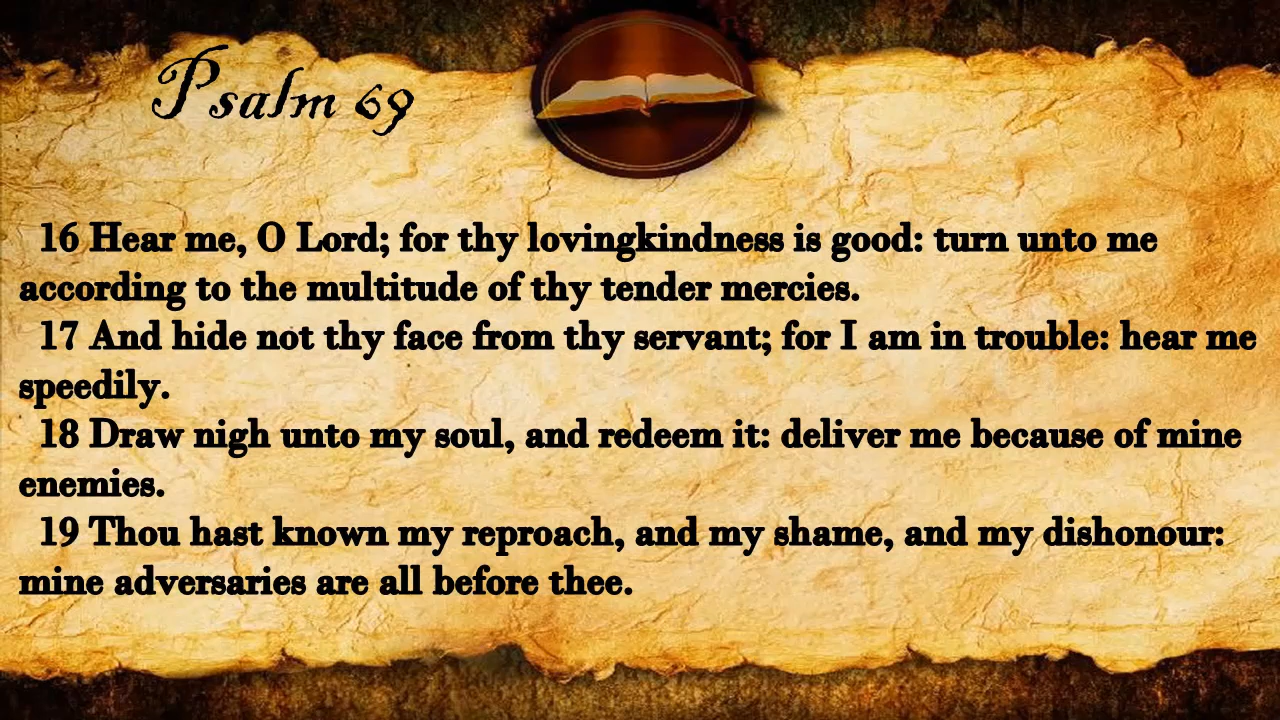 Psalm 69
16 Hear me, O Lord; for thy lovingkindness is good: turn unto me
according to the multitude of thy tender mercies.
17 And hide not thy face from thy servant; for I am in trouble: hear me
speedily.
18 Draw nigh unto my soul, and redeem it: deliver me because of mine
enemies.
19 Thou hast known my reproach, and my shame, and my dishonour:
mine adversaries are all before thee.